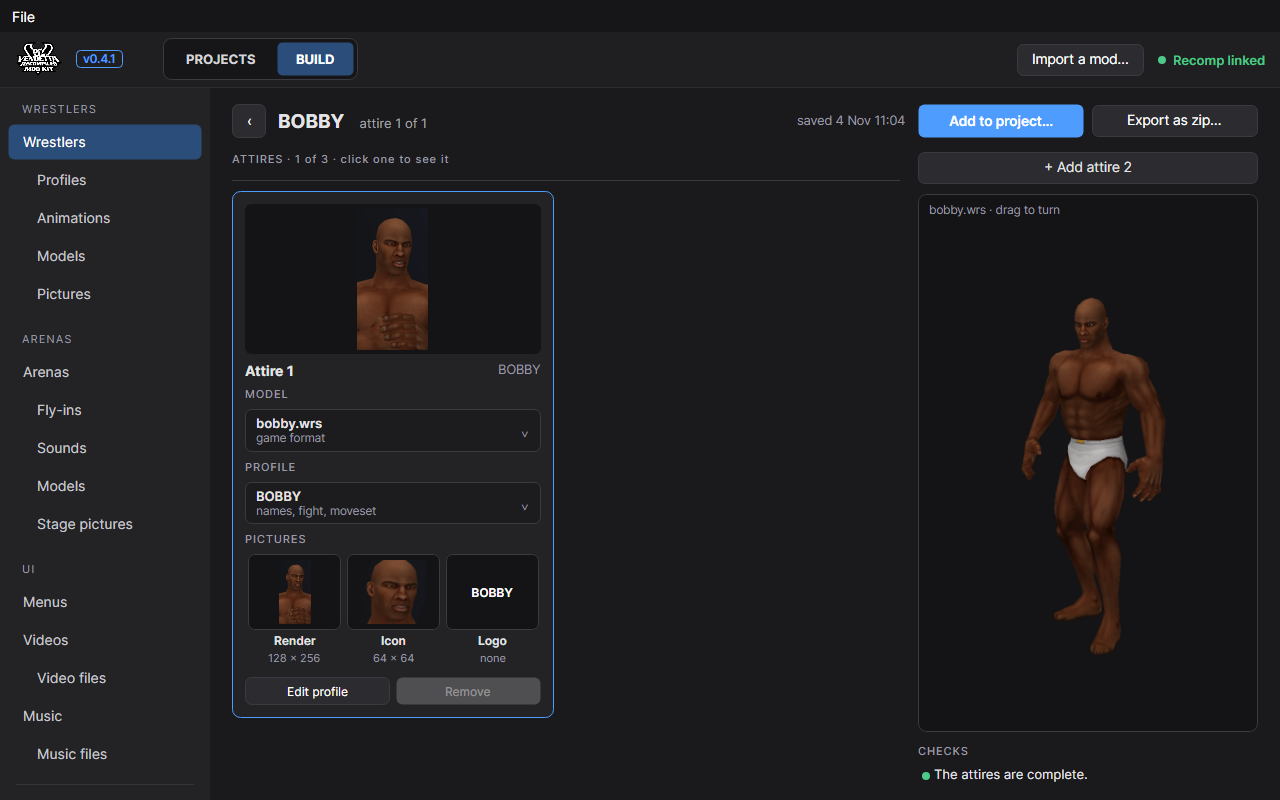 File
VENDETTA
RECOMPILED
MOD KIT
v0.4.1
PROJECTS
BUILD
Import a mod...
Recomp linked
WRESTLERS
Wrestlers
Profiles
Animations
Models
Pictures
ARENAS
Arenas
Fly-ins
Sounds
Models
Stage pictures
UI
Menus
Videos
Video files
Music
Music files
‹
BOBBY
attire 1 of 1
saved 4 Nov 11:04
Add to project...
Export as zip...
ATTIRES · 1 of 3 · click one to see it
+ Add attire 2
Attire 1
BOBBY
MODEL
bobby.wrs
game format
PROFILE
BOBBY
names, fight, moveset
PICTURES
BOBBY
Render
Icon
Logo
128 × 256
64 × 64
none
Edit profile
Remove
bobby.wrs · drag to turn
CHECKS
The attires are complete.